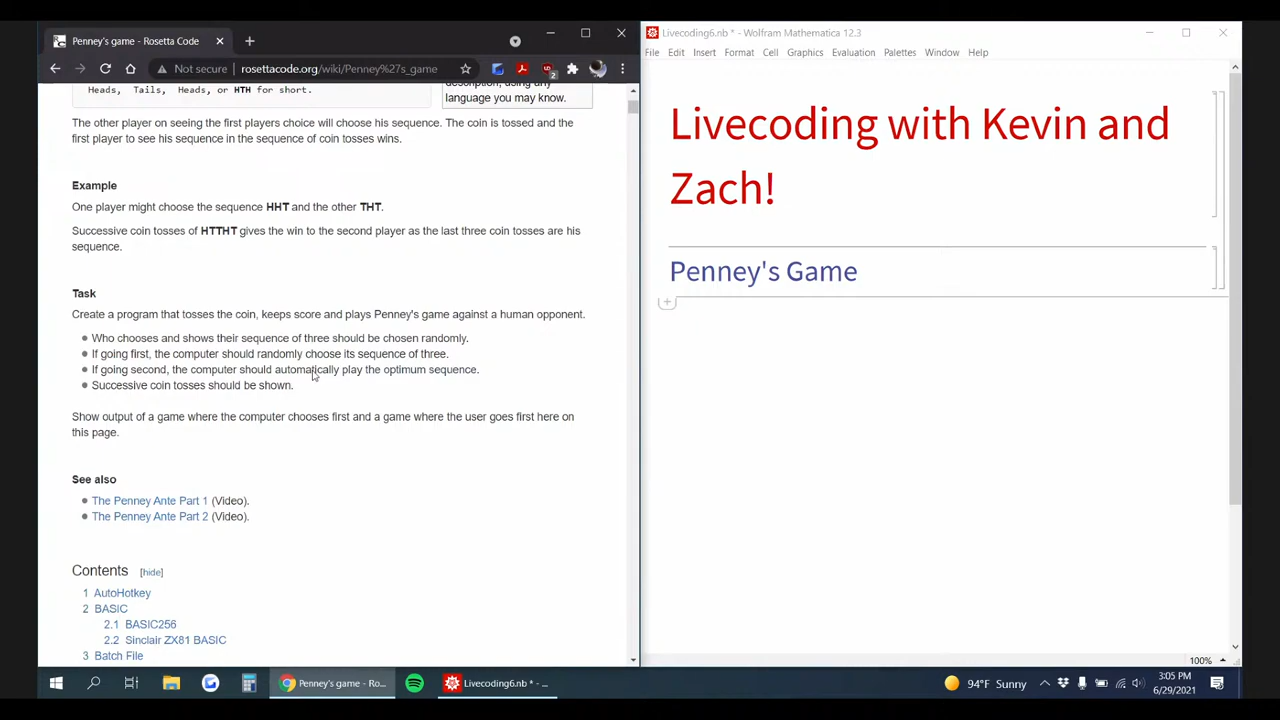 Penney's game - Rosetta Code
Not secure
rosettacode.org/wiki/Penney%27s_game
2
Heads, Tails, Heads, or HTH for short.
description, using any
language you may know.
The other player on seeing the first players choice will choose his sequence. The coin is tossed and the
first player to see his sequence in the sequence of coin tosses wins.
Example
One player might choose the sequence HHT and the other THT.
Successive coin tosses of HTTHT gives the win to the second player as the last three coin tosses are his
sequence.
Task
Create a program that tosses the coin, keeps score and plays Penney's game against a human opponent.
Who chooses and shows their sequence of three should be chosen randomly.
If going first, the computer should randomly choose its sequence of three.
If going second, the computer should automatically play the optimum sequence.
Successive coin tosses should be shown.
Show output of a game where the computer chooses first and a game where the user goes first here on
this page.
See also
The Penney Ante Part 1 (Video).
The Penney Ante Part 2 (Video).
Contents [hide]
1 AutoHotkey
2 BASIC
2.1 BASIC256
2.2 Sinclair ZX81 BASIC
3 Batch File
Livecoding6.nb * - Wolfram Mathematica 12.3
File Edit Insert Format Cell Graphics Evaluation Palettes Window Help
Livecoding with Kevin and
Zach!
Penney's Game
100%
Penney's game - Ro...
Livecoding6.nb * - ...
94°F Sunny
3:05 PM
6/29/2021